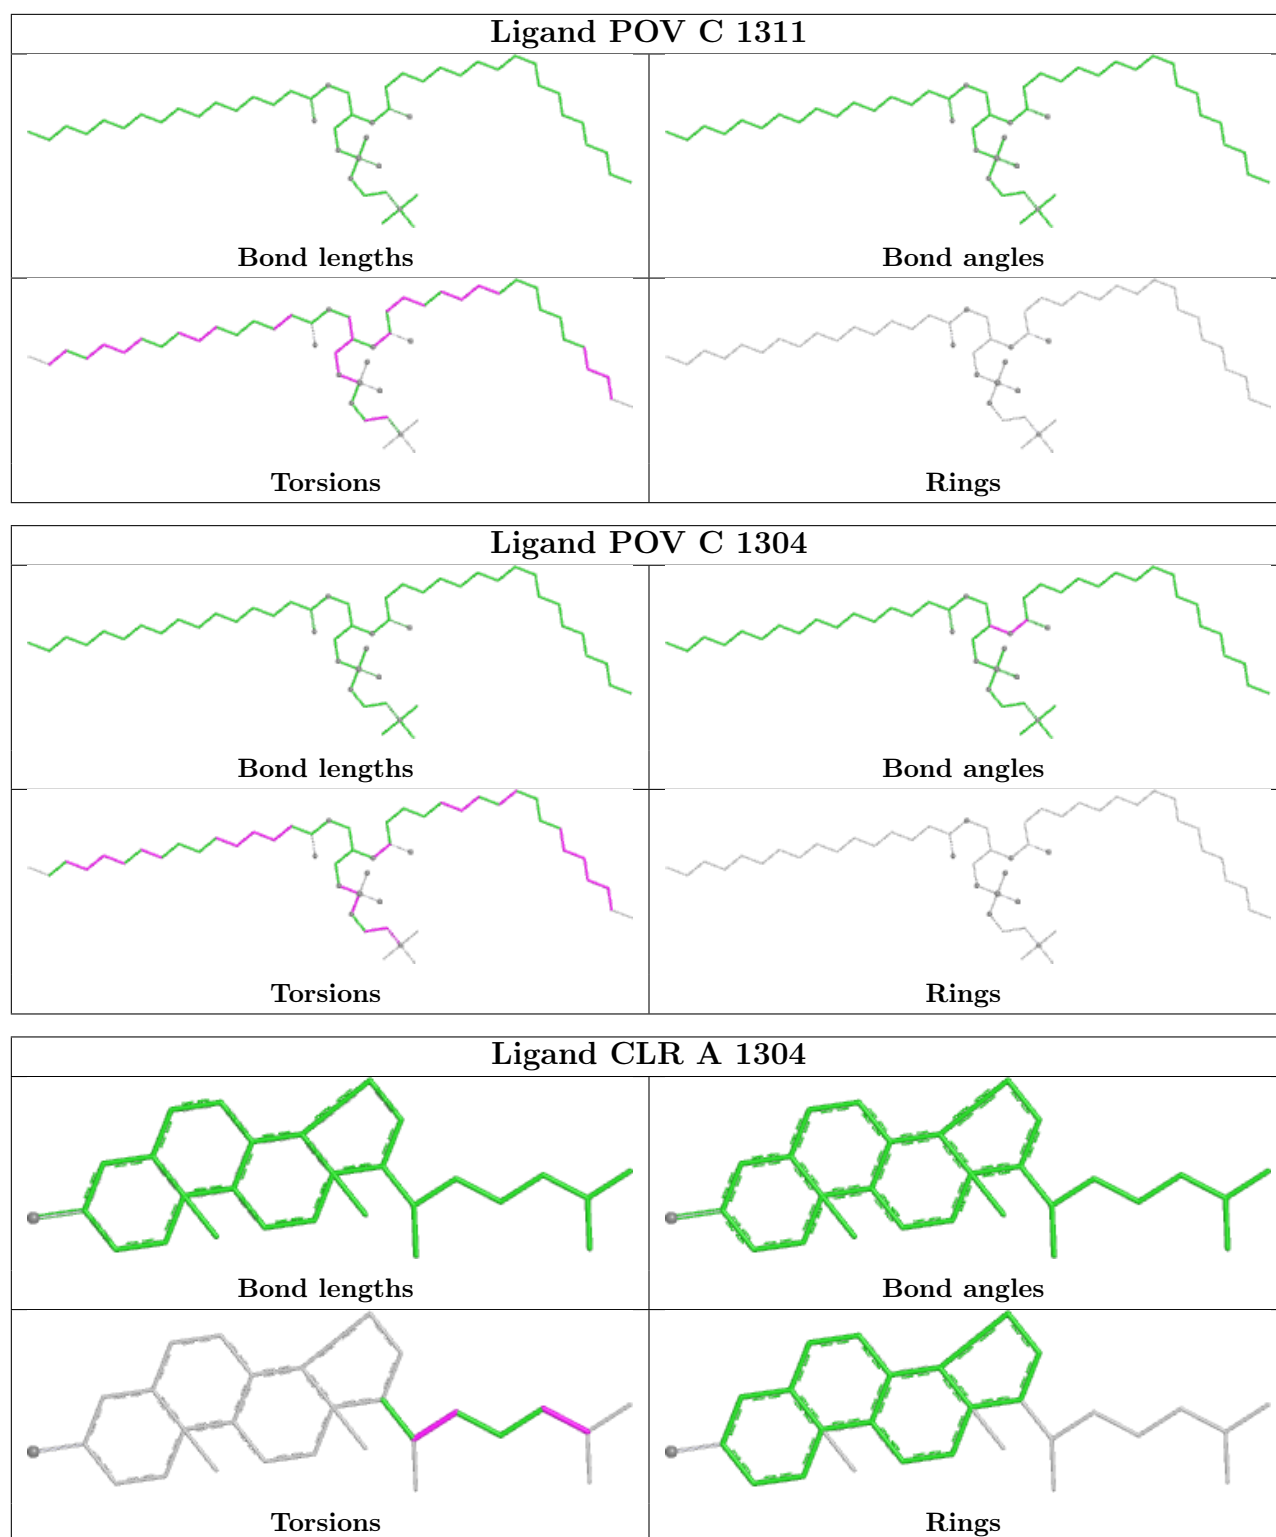 Ligand POV C 1311
Bond lengths
Bond angles
Torsions
Rings
Ligand POV C 1304
Bond lengths
Bond angles
Torsions
Rings
Ligand CLR A 1304
Bond lengths
Bond angles
Torsions
Rings